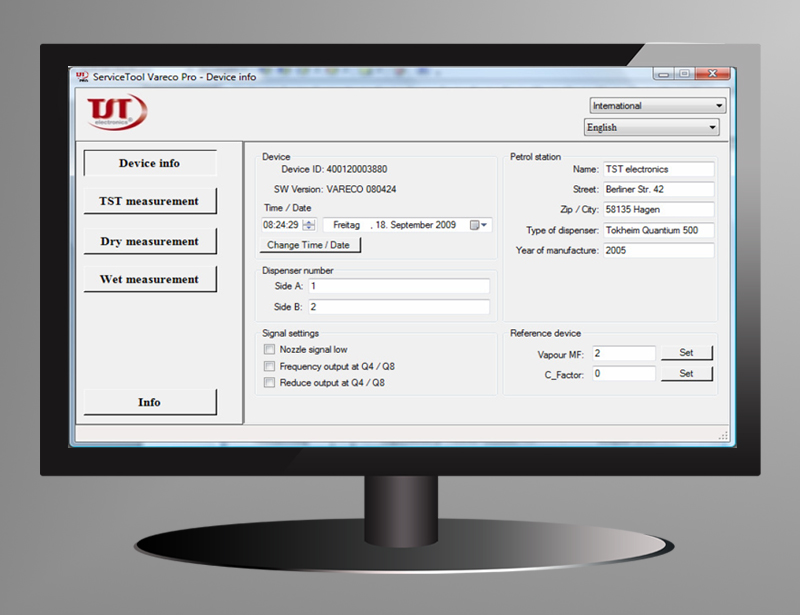 ServiceTool Vareco Pro - Device info
TST
electronics®
International
English
Device info
TST measurement
Dry measurement
Wet measurement
Info
Device
Device ID: 400120003880
SW Version: VARECO 080424
Time / Date
08:24:29 Freitag , 18. September 2009
Change Time / Date
Dispenser number
Side A: 1
Side B: 2
Signal settings
Nozzle signal low
Frequency output at Q4 / Q8
Reduce output at Q4 / Q8
Petrol station
Name: TST electronics
Street: Berliner Str. 42
Zip / City: 58135 Hagen
Type of dispenser: Tokheim Quantium 500
Year of manufacture: 2005
Reference device
Vapour MF: 2 Set
C_Factor: 0 Set